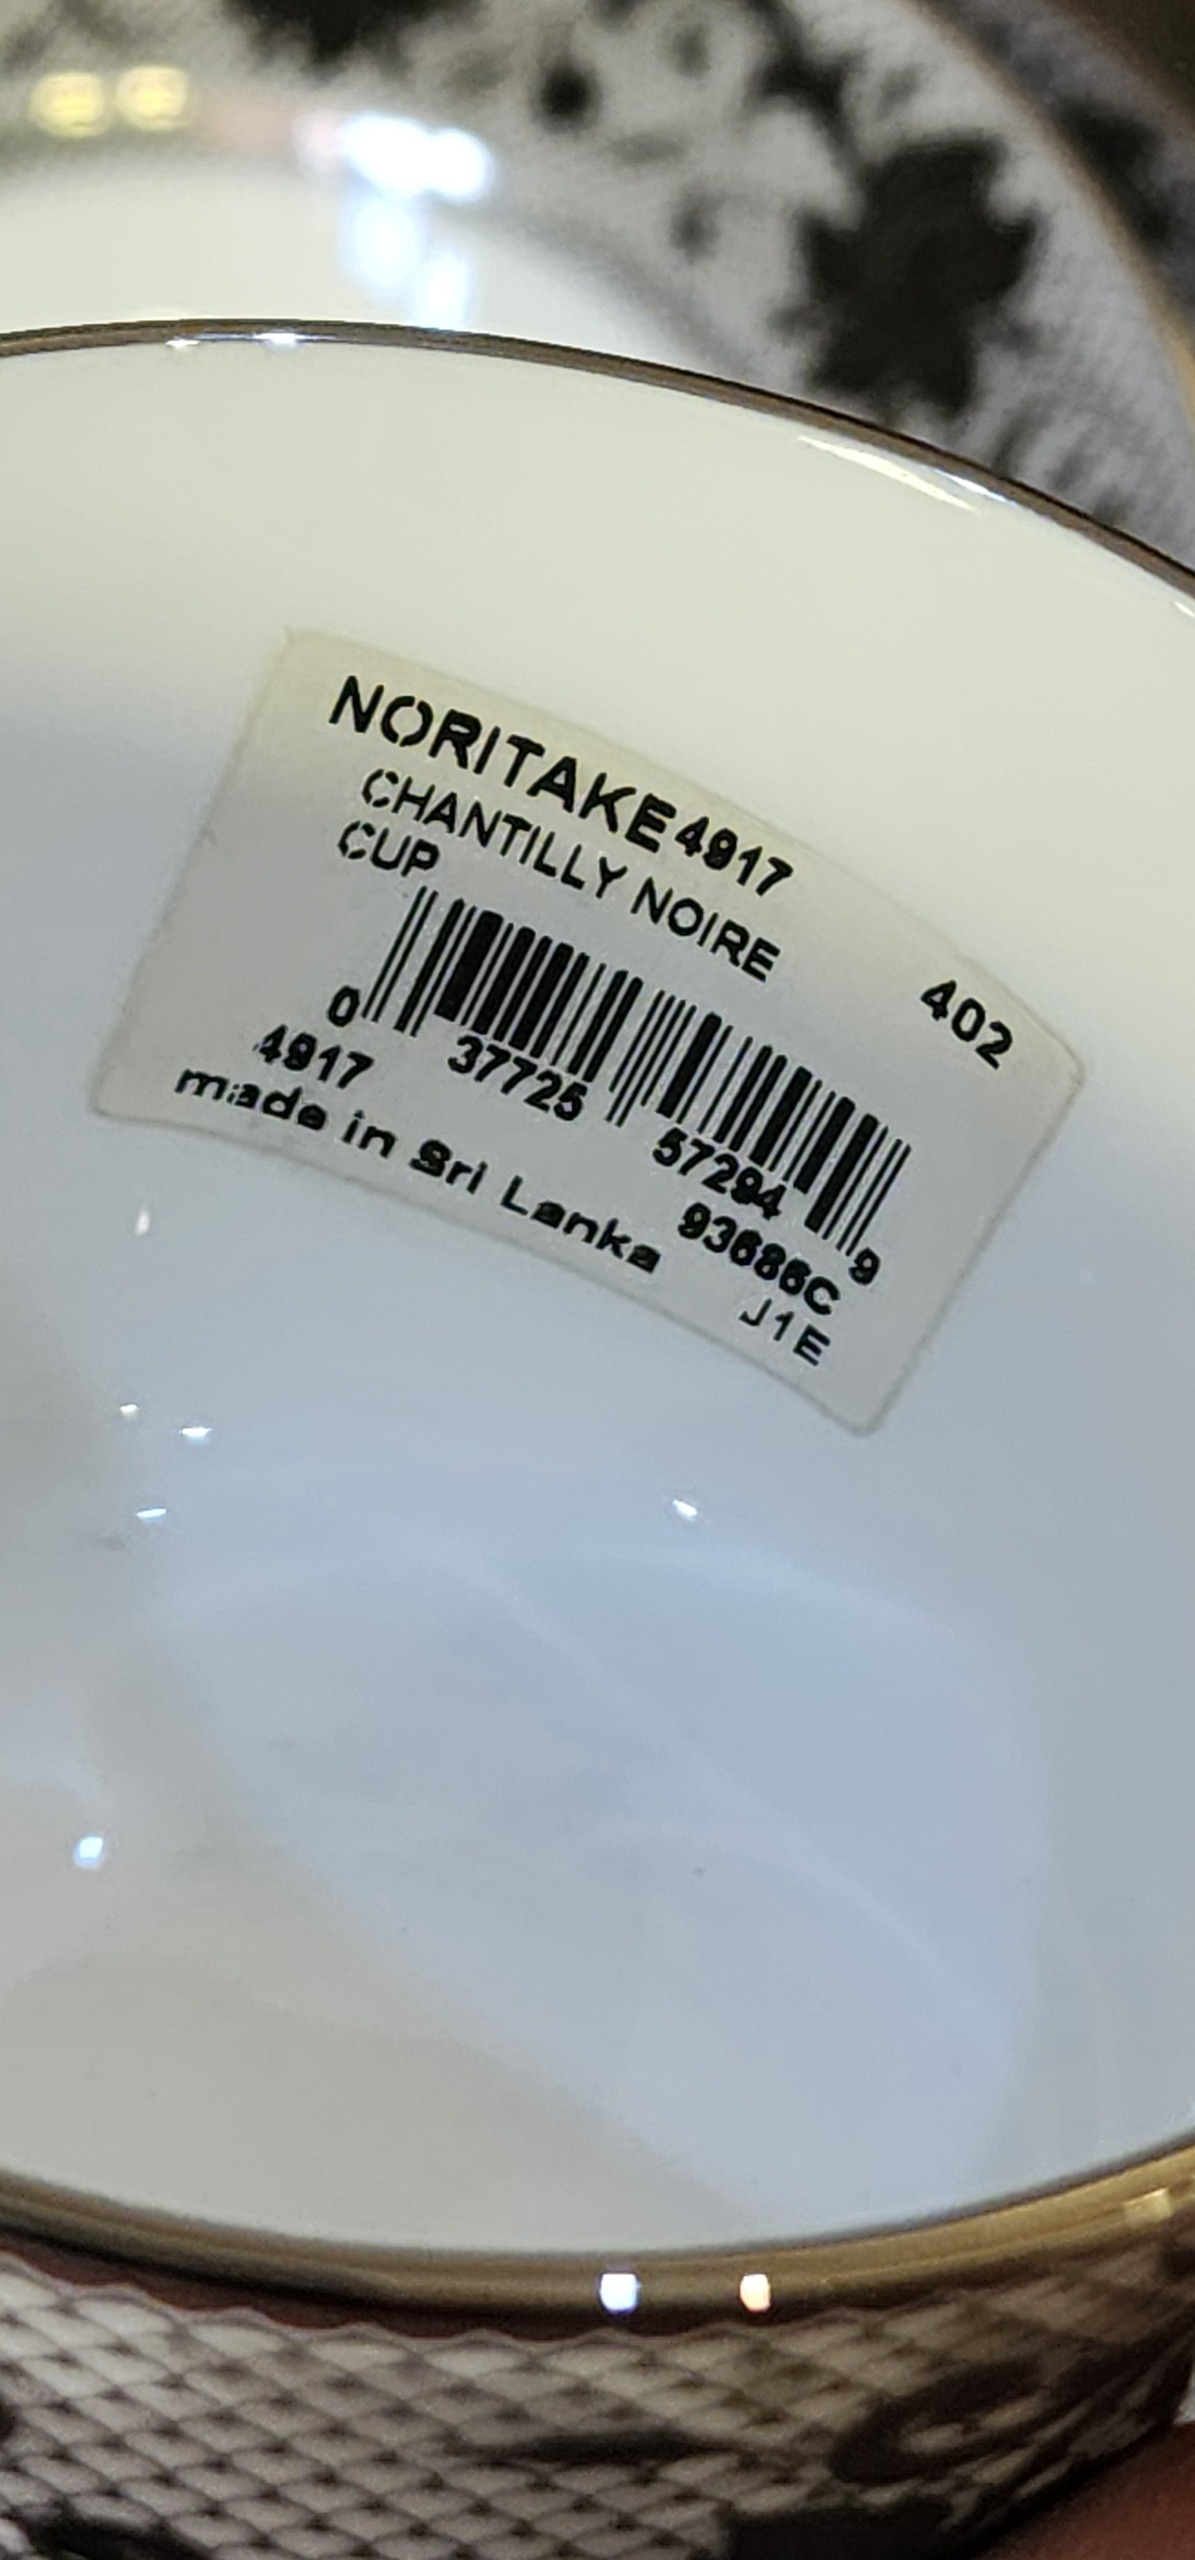 NORITAKE 4917
CHANTILLY NOIRE
CUP
402
0 37725 57294 9
4917 93686C
made in Sri Lanka J1E